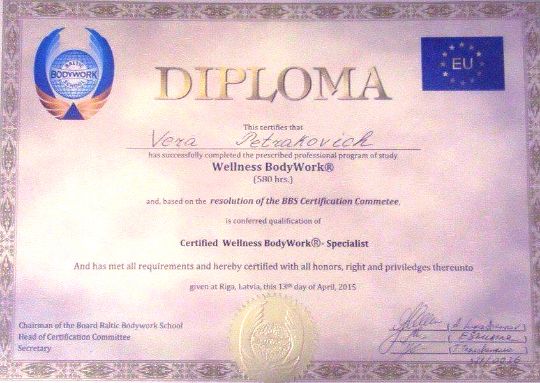 BALTIC
BODYWORK
SCHOOL
EU
DIPLOMA
This certifies that
Vera Petrakovich
has successfully completed the prescribed professional program of study
Wellness BodyWork®
(580 hrs.)
and, based on the resolution of the BBS Certification Commetee,
is conferred qualification of
Certified Wellness BodyWork®- Specialist
And has met all requirements and hereby certified with all honors, right and priviledges thereunto
given at Riga, Latvia, this 13th day of April, 2015
Chairman of the Board Baltic Bodywork School
Head of Certification Committee
Secretary
BODYWORK